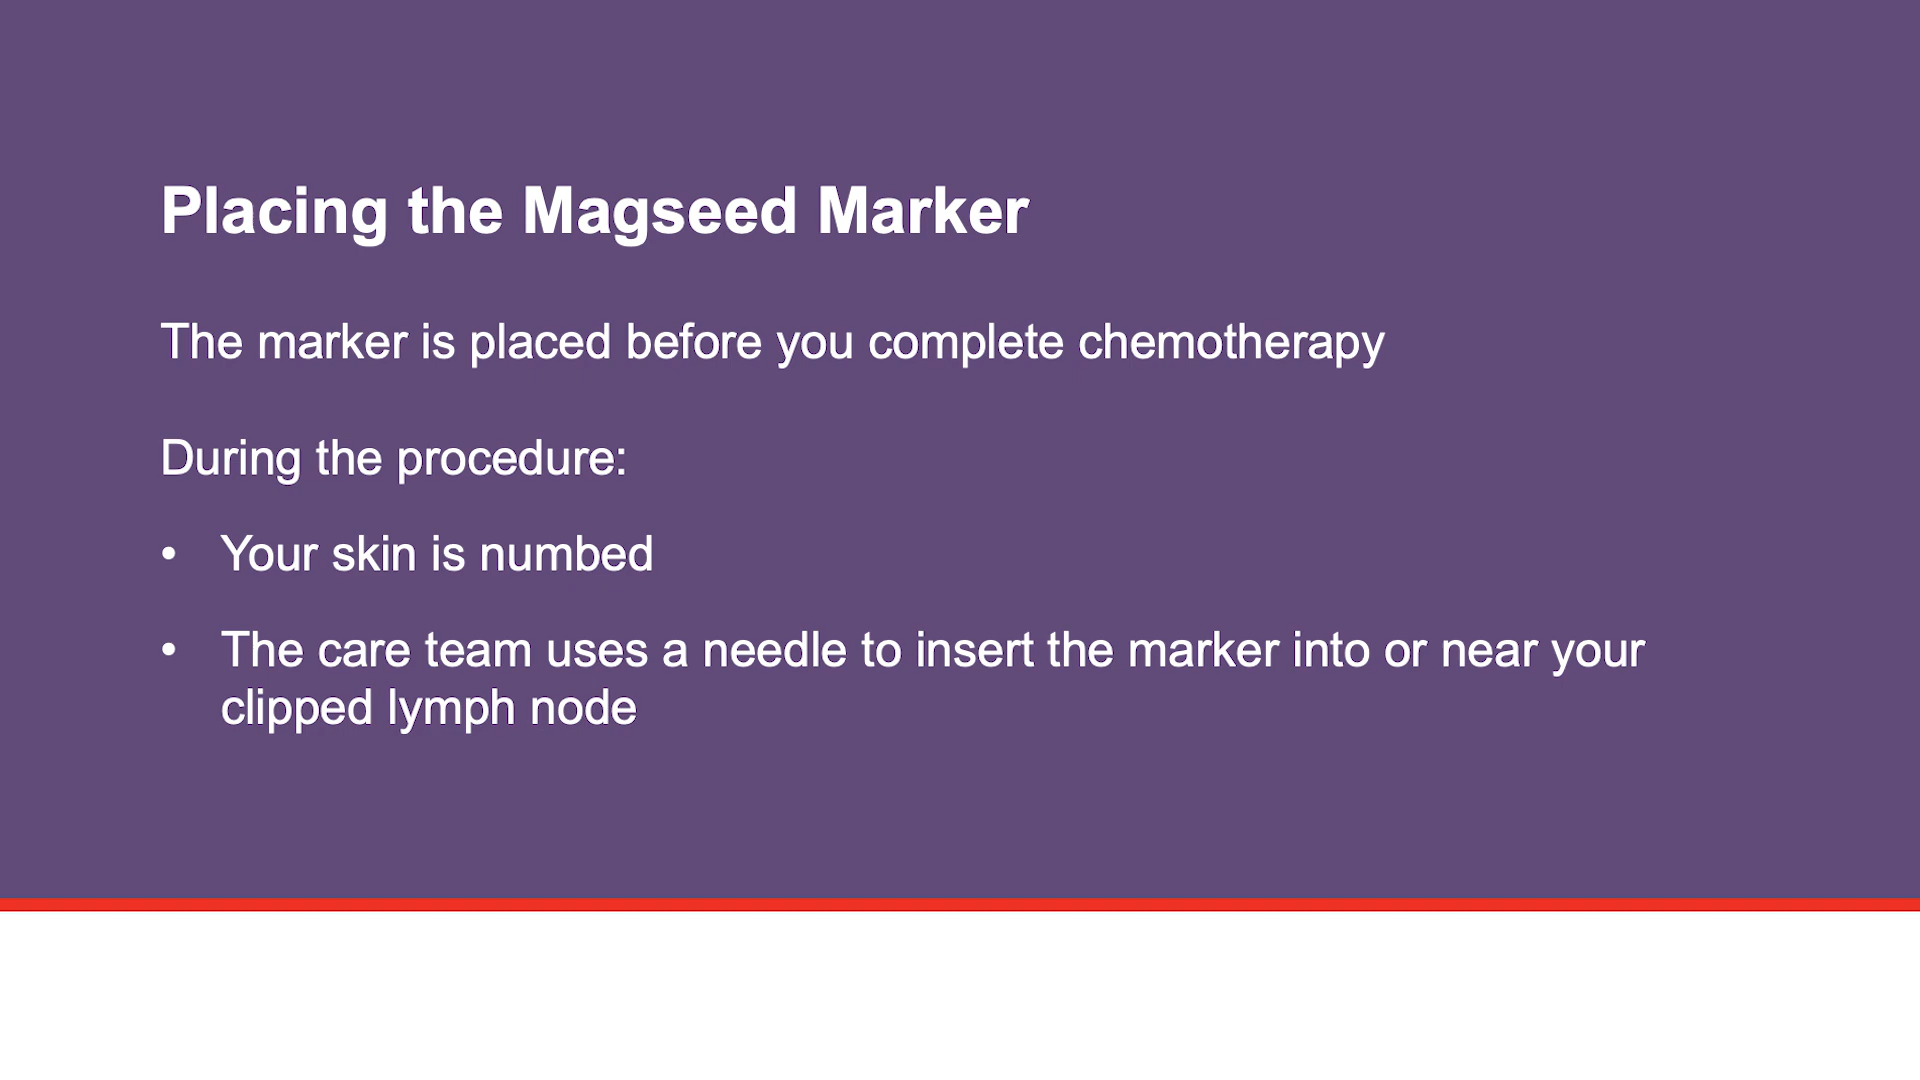 Placing the Magseed Marker
The marker is placed before you complete chemotherapy
During the procedure:
• Your skin is numbed
• The care team uses a needle to insert the marker into or near your
clipped lymph node